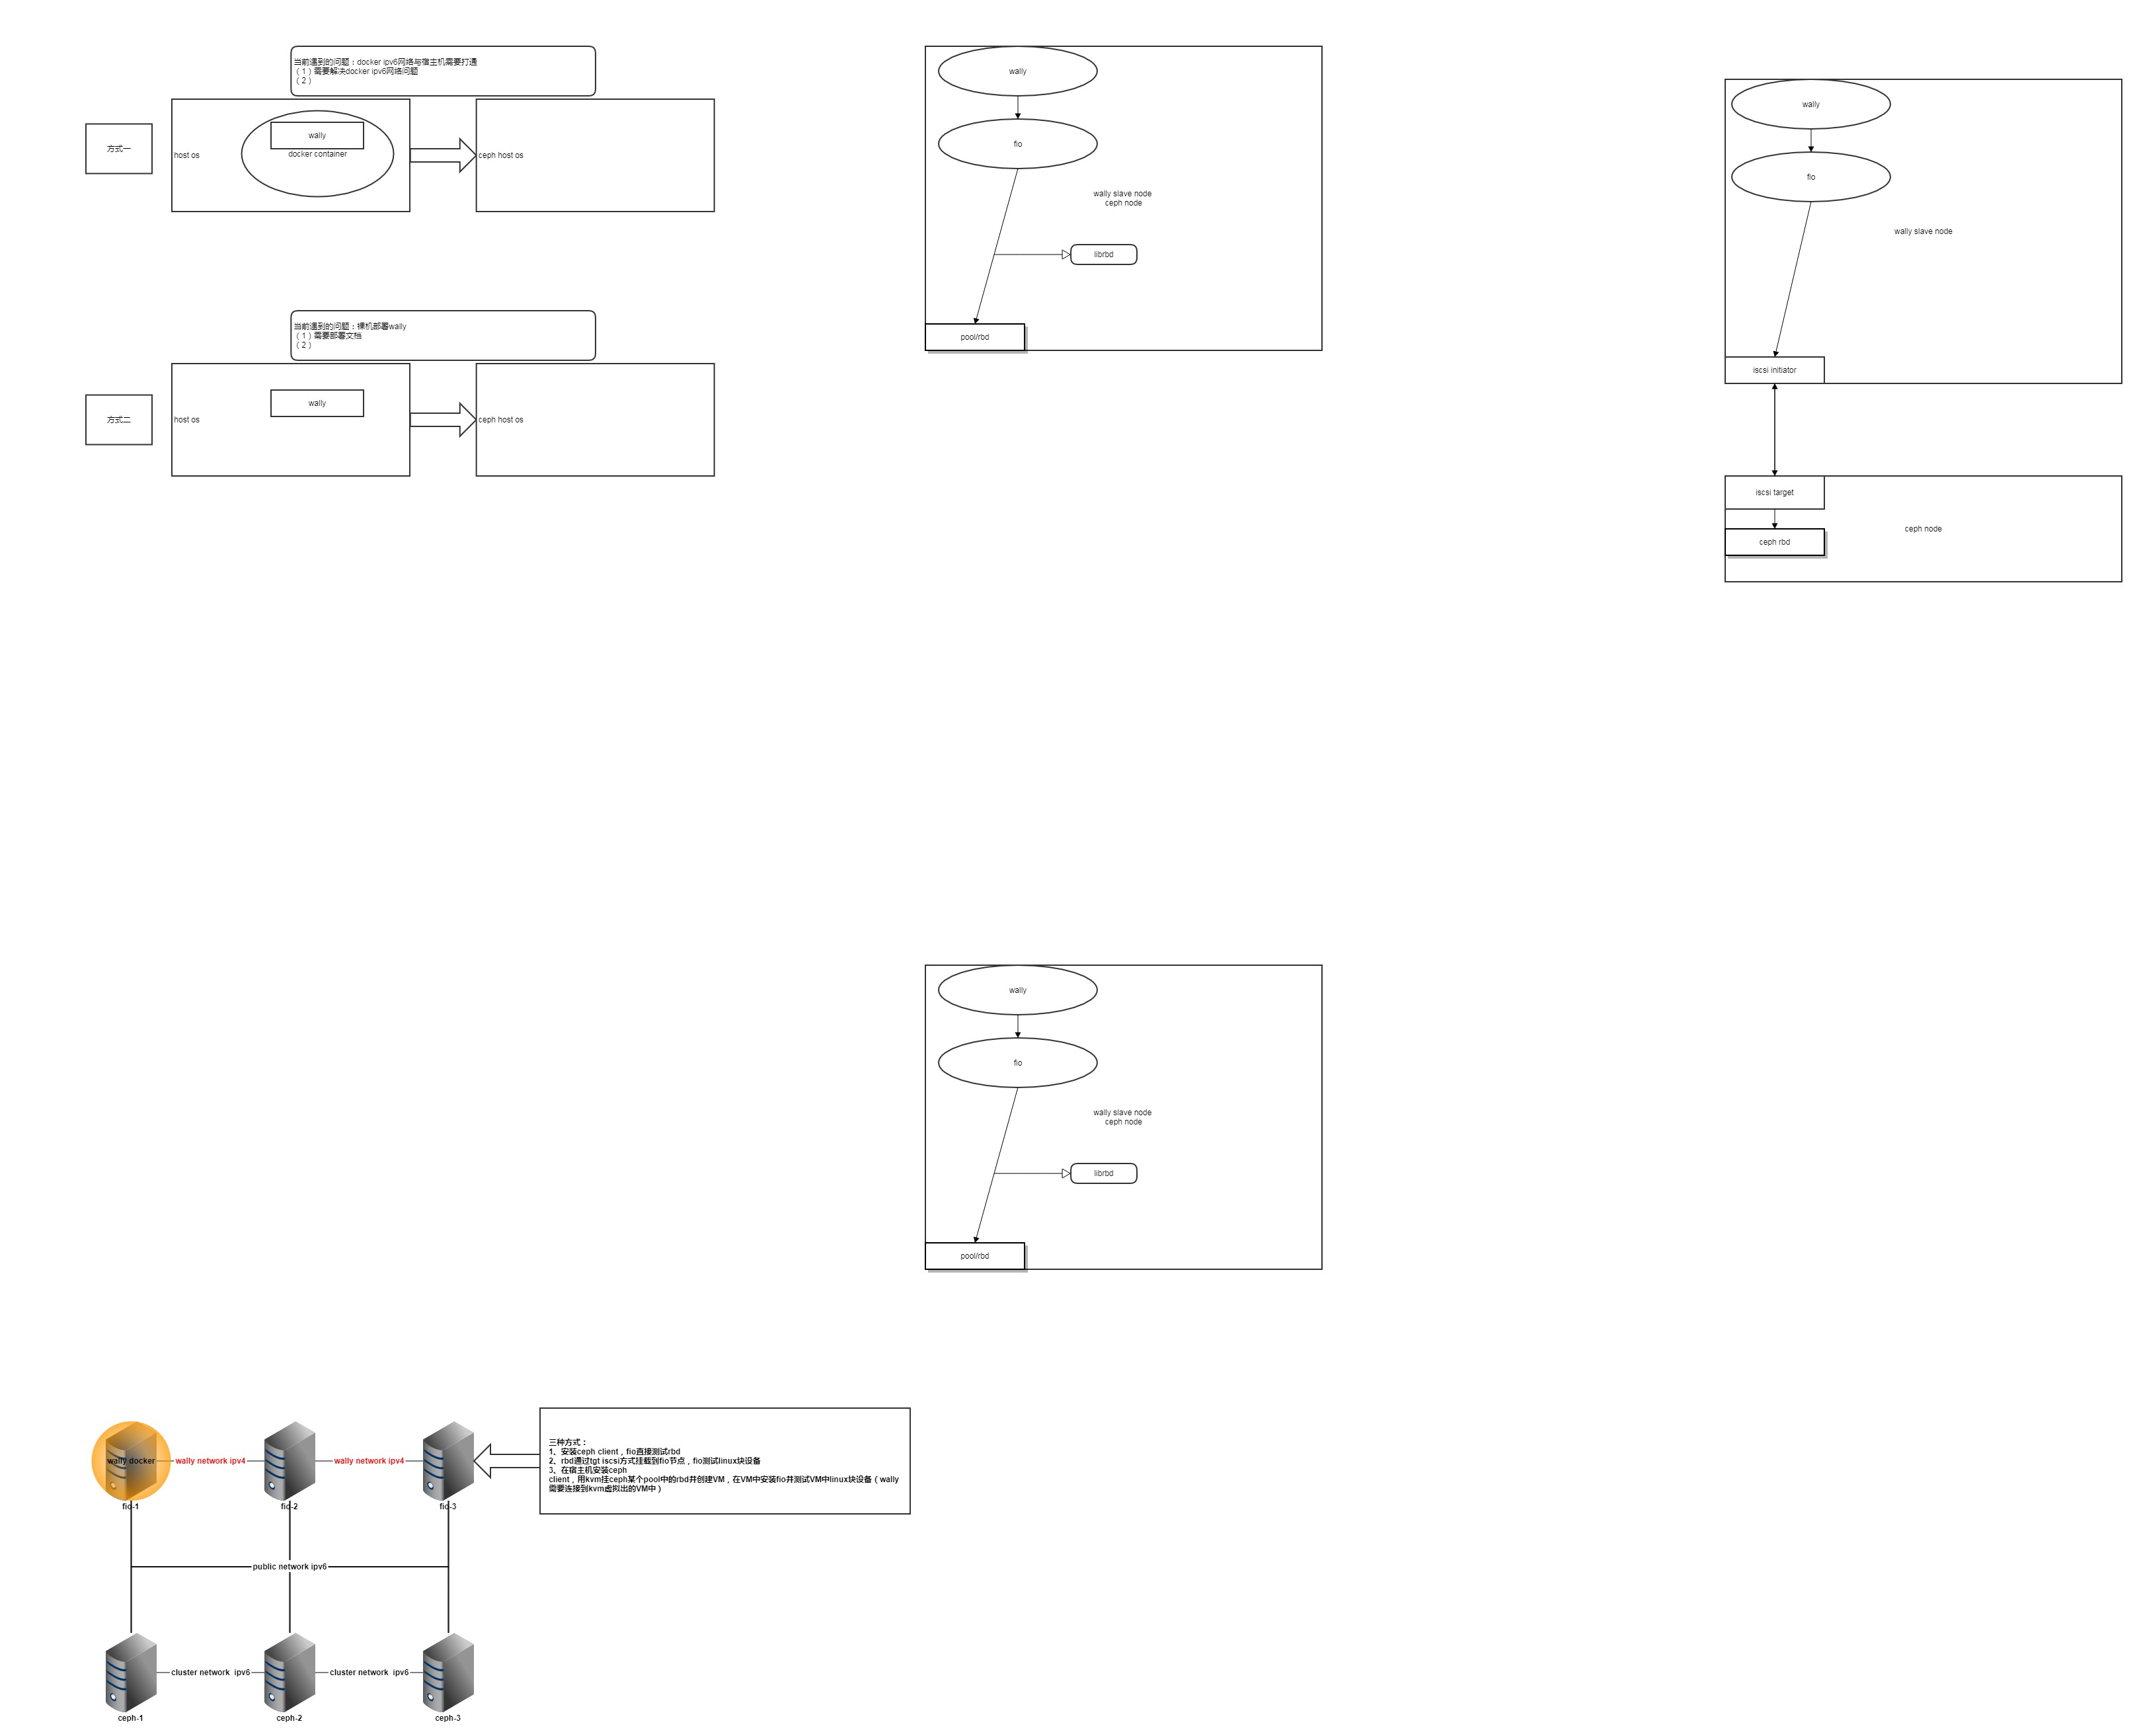 当前遇到的问题：docker ipv6网络与宿主机需要打通
（1）需要解决docker ipv6网络问题
（2）
方式一
host os
wally
docker container
ceph host os
当前遇到的问题：裸机部署wally
（1）需要部署文档
（2）
方式二
host os
wally
ceph host os
wally
fio
wally slave node
ceph node
librbd
pool/rbd
wally
fio
wally slave node
iscsi initiator
iscsi target
ceph node
ceph rbd
wally
fio
wally slave node
ceph node
librbd
pool/rbd
三种方式：
1、安装ceph client，fio直接测试rbd
2、rbd通过tgt iscsi方式挂载到fio节点，fio测试linux块设备
3、在宿主机安装ceph
client，用kvm挂ceph某个pool中的rbd并创建VM，在VM中安装fio并测试VM中linux块设备（wally
需要连接到kvm虚拟出的VM中）
wally docker
wally network ipv4
wally network ipv4
fio-1
fio-2
fio-3
public network ipv6
cluster network  ipv6
cluster network  ipv6
ceph-1
ceph-2
ceph-3